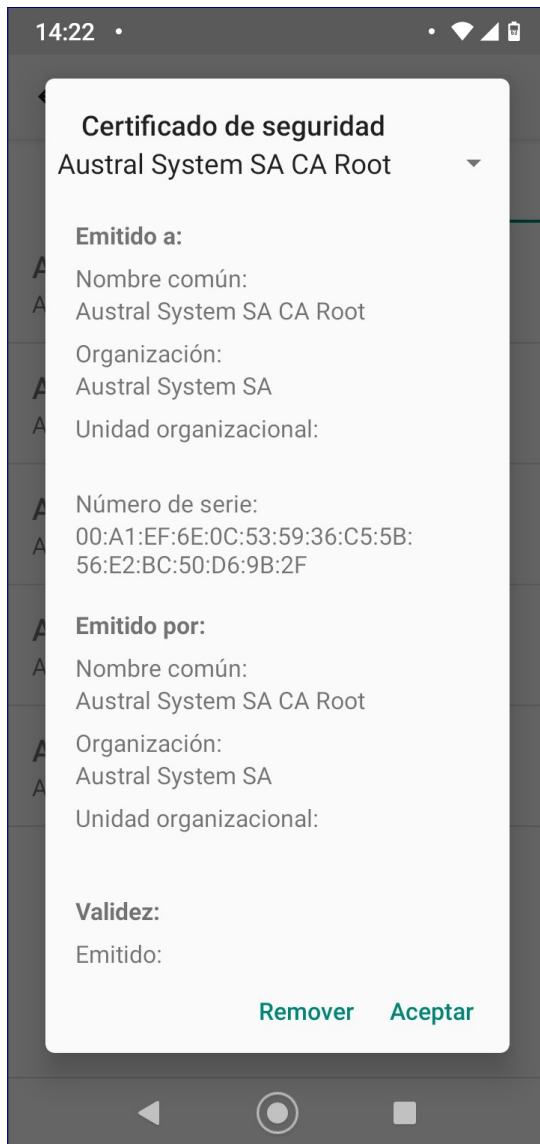 14:22
Certificado de seguridad
Austral System SA CA Root
Emitido a:
Nombre común:
Austral System SA CA Root
Organización:
Austral System SA
Unidad organizacional:
Número de serie:
00:A1:EF:6E:0C:53:59:36:C5:5B:
56:E2:BC:50:D6:9B:2F
Emitido por:
Nombre común:
Austral System SA CA Root
Organización:
Austral System SA
Unidad organizacional:
Validez:
Emitido:
Remover Aceptar